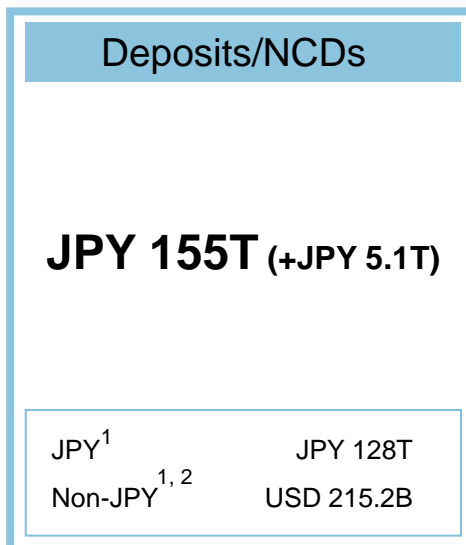 Deposits/NCDs
JPY 155T (+JPY 5.1T)
JPY1 JPY 128T
Non-JPY1, 2 USD 215.2B